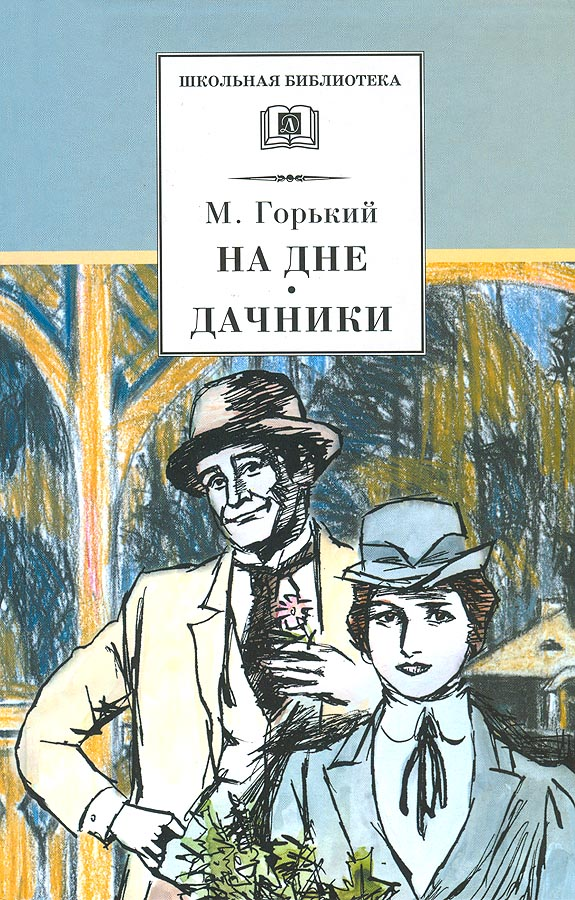 ШКОЛЬНАЯ БИБЛИОТЕКА
Д
М. Горький
НА ДНЕ
•
ДАЧНИКИ